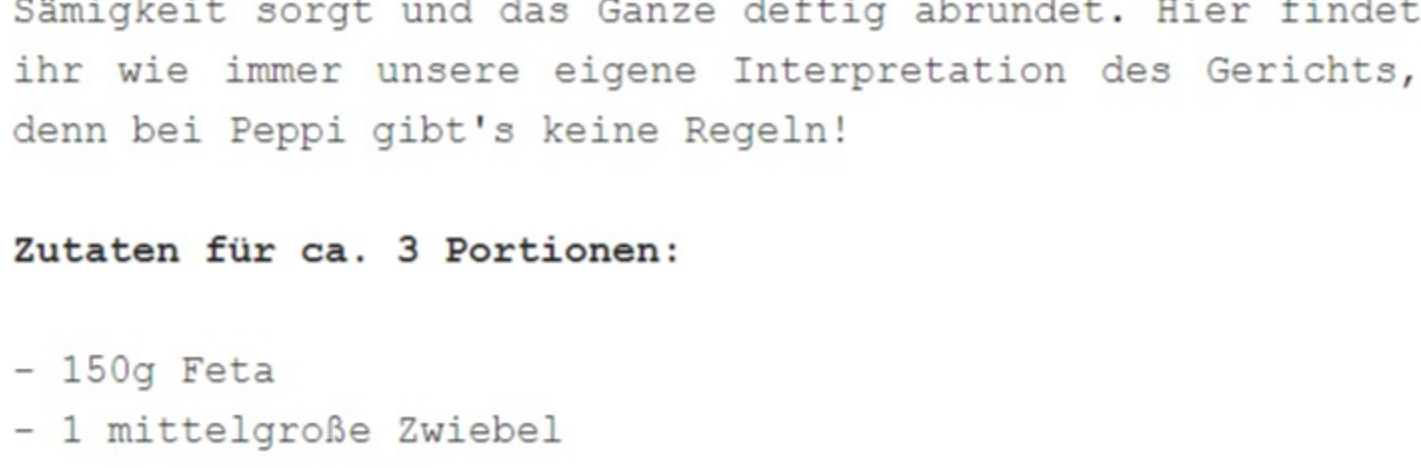 Sämigkeit sorgt und das Ganze deftig abrundet. Hier findet
ihr wie immer unsere eigene Interpretation des Gerichts,
denn bei Peppi gibt's keine Regeln!
Zutaten für ca. 3 Portionen:
- 150g Feta
- 1 mittelgroße Zwiebel